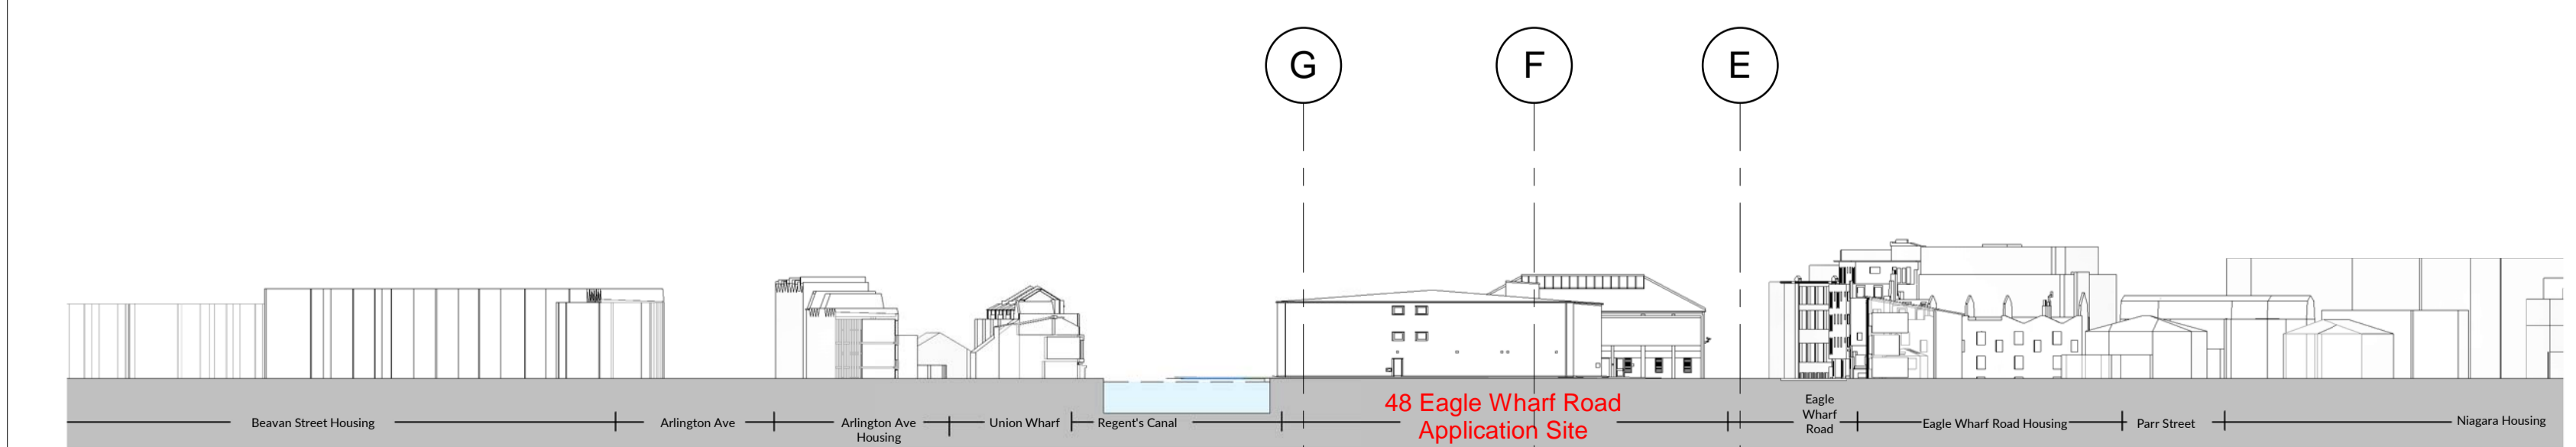 G
F
E
Beavan Street Housing
Arlington Ave
Arlington Ave
Housing
Union Wharf
Regent's Canal
48 Eagle Wharf Road
Application Site
Eagle
Wharf
Road
Eagle Wharf Road Housing
Parr Street
Niagara Housing